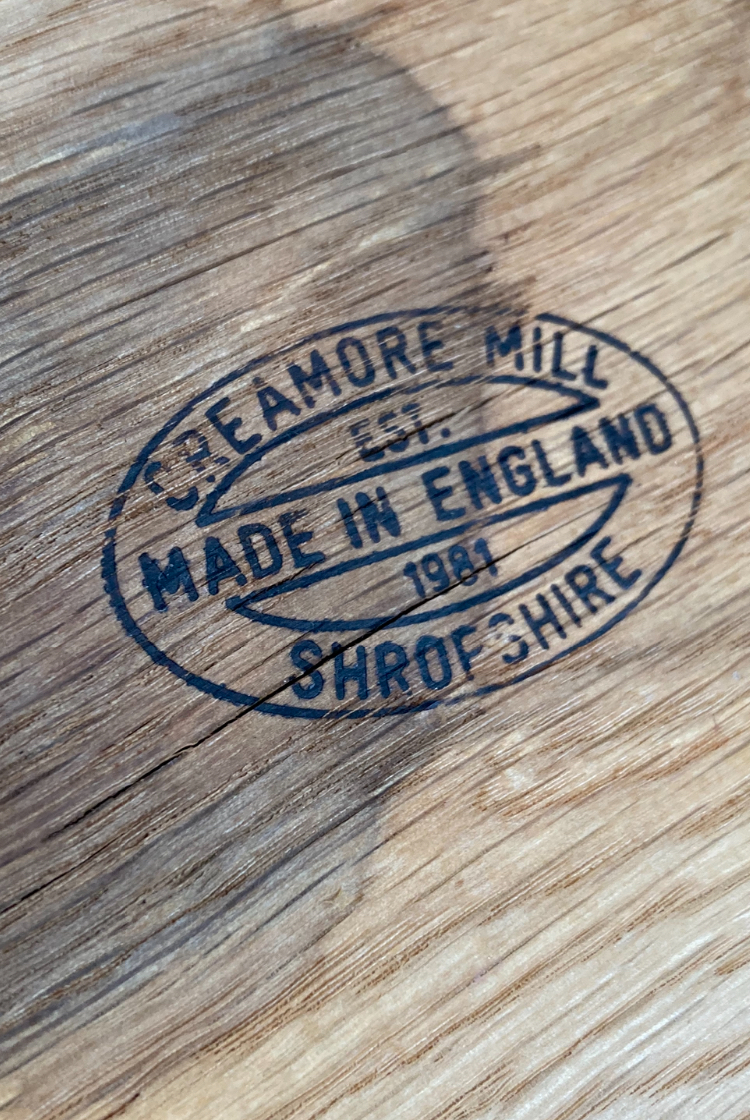 CREAMORE MILL
EST.
MADE IN ENGLAND
1981
SHROPSHIRE